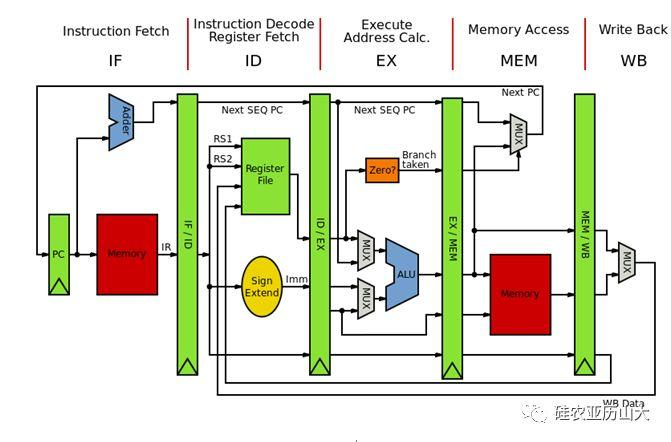 Instruction Fetch
IF
Instruction Decode
Register Fetch
ID
Execute
Address Calc.
EX
Memory Access
MEM
Write Back
WB
Next PC
Adder
Next SEQ PC
Next SEQ PC
MUX
RS1
RS2
Register
File
Branch
taken
Zero?
IF / ID
ID / EX
EX / MEM
MEM / WB
PC
Memory
IR
MUX
ALU
MUX
Sign
Extend
Imm
MUX
Memory
WB Data
硅农亚历山大